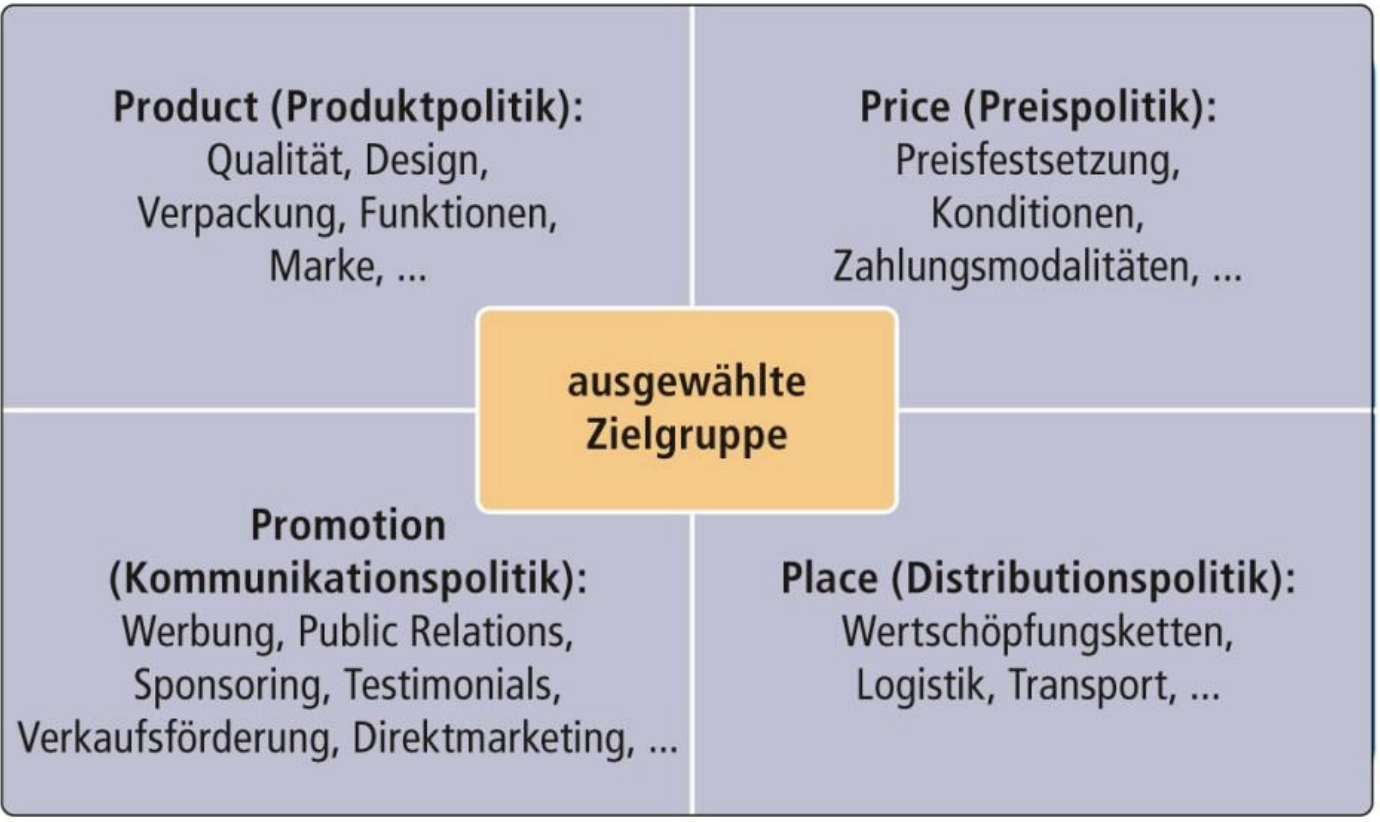 Product (Produktpolitik):
Qualität, Design,
Verpackung, Funktionen,
Marke, ...
Price (Preispolitik):
Preisfestsetzung,
Konditionen,
Zahlungsmodalitäten, ...
ausgewählte
Zielgruppe
Promotion
(Kommunikationspolitik):
Werbung, Public Relations,
Sponsoring, Testimonials,
Verkaufsförderung, Direktmarketing, ...
Place (Distributionspolitik):
Wertschöpfungsketten,
Logistik, Transport, ...